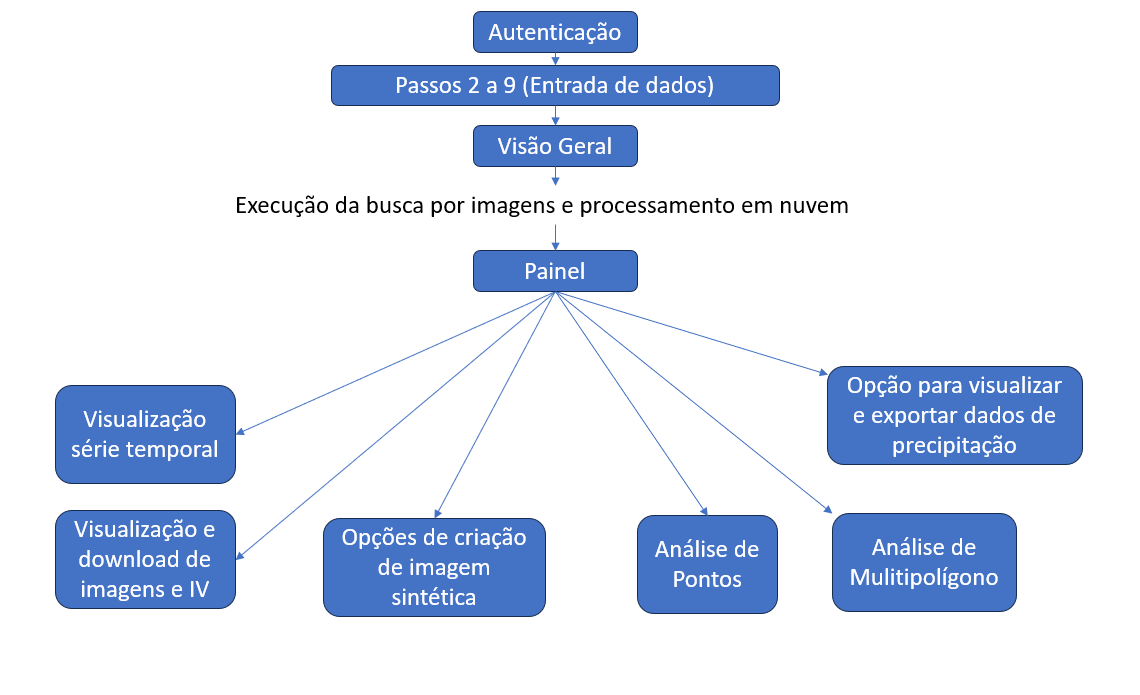 Autenticação
Passos 2 a 9 (Entrada de dados)
Visão Geral
Execução da busca por imagens e processamento em nuvem
Painel
Visualização
série temporal
Visualização e
download de
imagens e IV
Opções de criação
de imagem
sintética
Análise de
Pontos
Análise de
Mulitipolígono
Opção para visualizar
e exportar dados de
precipitação